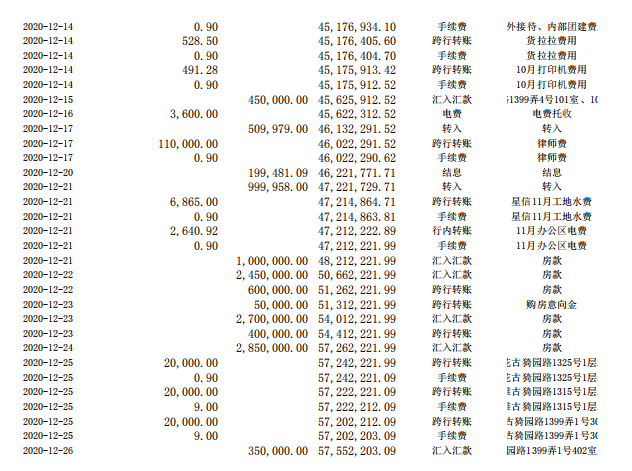 2020-12-14 0.90 45,176,934.10 手续费 外接待、内部团建费
2020-12-14 528.50 45,176,405.60 跨行转账 货拉拉费用
2020-12-14 0.90 45,176,404.70 手续费 货拉拉费用
2020-12-14 491.28 45,175,913.42 跨行转账 10月打印机费用
2020-12-14 0.90 45,175,912.52 手续费 10月打印机费用
2020-12-15 450,000.00 45,625,912.52 汇入汇款 1399弄4号101室、10
2020-12-16 3,600.00 45,622,312.52 电费 电费托收
2020-12-17 509,979.00 46,132,291.52 转入 转入
2020-12-17 110,000.00 46,022,291.52 跨行转账 律师费
2020-12-17 0.90 46,022,290.62 手续费 律师费
2020-12-20 199,481.09 46,221,771.71 结息 结息
2020-12-21 999,958.00 47,221,729.71 转入 转入
2020-12-21 6,865.00 47,214,864.71 跨行转账 星信11月工地水费
2020-12-21 0.90 47,214,863.81 手续费 星信11月工地水费
2020-12-21 2,640.92 47,212,222.89 行内转账 11月办公区电费
2020-12-21 0.90 47,212,221.99 手续费 11月办公区电费
2020-12-21 1,000,000.00 48,212,221.99 汇入汇款 房款
2020-12-22 2,450,000.00 50,662,221.99 汇入汇款 房款
2020-12-22 600,000.00 51,262,221.99 跨行转账 房款
2020-12-23 50,000.00 51,312,221.99 跨行转账 购房意向金
2020-12-23 2,700,000.00 54,012,221.99 汇入汇款 房款
2020-12-23 400,000.00 54,412,221.99 跨行转账 房款
2020-12-24 2,850,000.00 57,262,221.99 汇入汇款 房款
2020-12-25 20,000.00 57,242,221.99 跨行转账 古猗园路1325号1层
2020-12-25 0.90 57,242,221.09 手续费 古猗园路1325号1层
2020-12-25 20,000.00 57,222,221.09 跨行转账 古猗园路1315号1层
2020-12-25 9.00 57,222,212.09 手续费 古猗园路1315号1层
2020-12-25 20,000.00 57,202,212.09 跨行转账 古猗园路1399弄1号30
2020-12-25 9.00 57,202,203.09 手续费 古猗园路1399弄1号30
2020-12-26 350,000.00 57,552,203.09 汇入汇款 园路1399弄1号402室